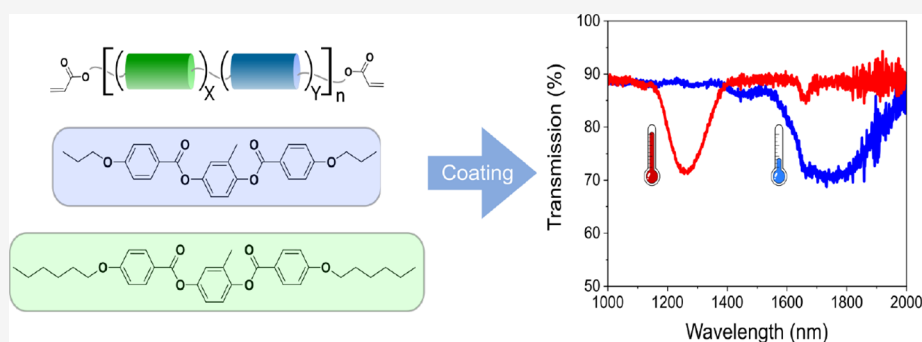 O
O
[( )X ( )Y]n
O
O
O
O
O
O
O
O
O
O
O
O
O
O
Coating
Transmission (%)
100
90
80
70
60
50
1000 1200 1400 1600 1800 2000
Wavelength (nm)